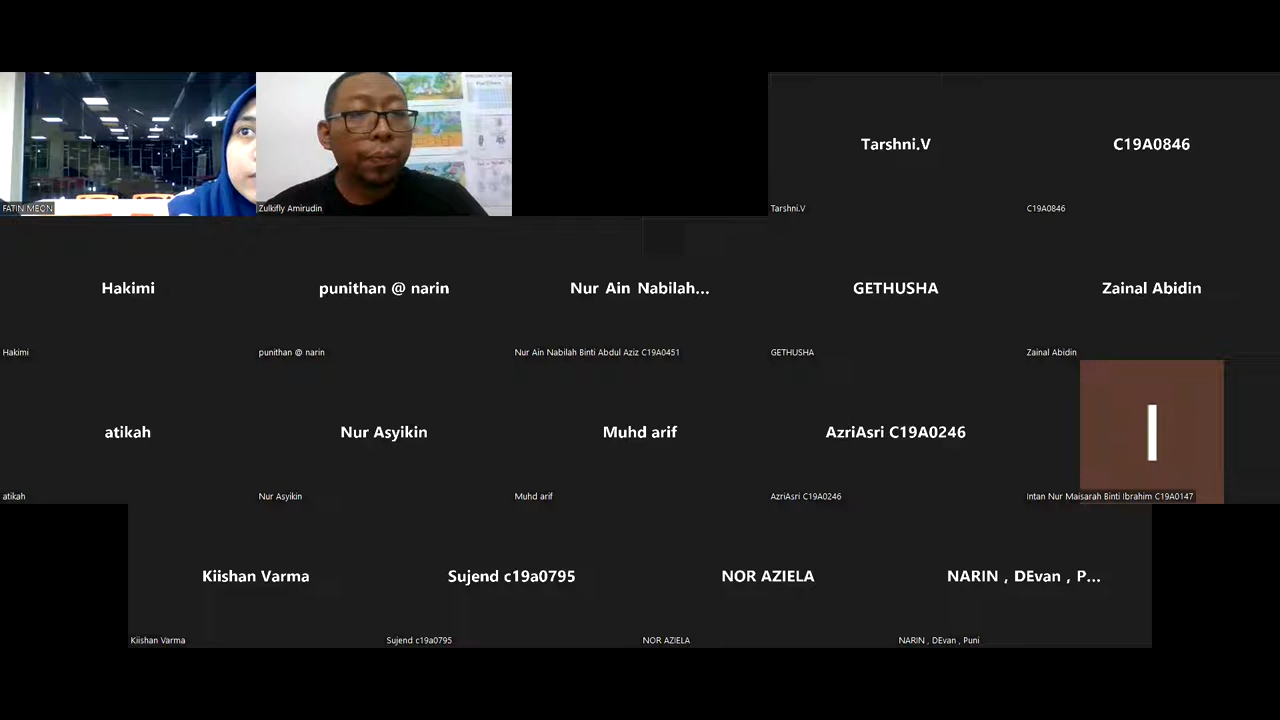 FATIN MEON
Zulkifly Amirudin
Tarshni.V
Tarshni.V
C19A0846
C19A0846
Hakimi
Hakimi
punithan @ narin
punithan @ narin
Nur Ain Nabilah...
Nur Ain Nabilah Binti Abdul Aziz C19A0451
GETHUSHA
GETHUSHA
Zainal Abidin
Zainal Abidin
atikah
atikah
Nur Asyikin
Nur Asyikin
Muhd arif
Muhd arif
AzriAsri C19A0246
AzriAsri C19A0246
I
Intan Nur Maisarah Binti Ibrahim C19A0147
Kiishan Varma
Kiishan Varma
Sujend c19a0795
Sujend c19a0795
NOR AZIELA
NOR AZIELA
NARIN , DEvan , P...
NARIN , DEvan , Puni